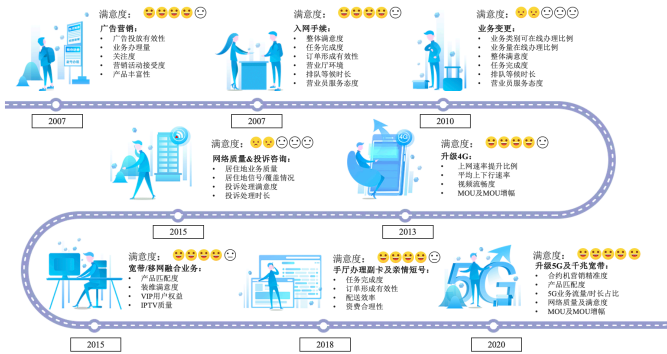 满意度：
广告营销：
• 广告投放有效性
• 业务办理量
• 关注度
• 营销活动接受度
• 产品丰富性
2007
满意度：
入网手续：
• 整体满意度
• 任务完成度
• 订单形成有效性
• 营业厅环境
• 排队等候时长
• 营业员服务态度
2007
满意度：
业务变更：
• 业务类别可在线办理比例
• 业务量在线办理比例
• 整体满意度
• 任务完成度
• 排队等候时长
• 营业员服务态度
2010
满意度：
网络质量&投诉咨询：
• 居住地业务质量
• 居住地信号/覆盖情况
• 投诉处理满意度
• 投诉处理时长
2015
4G
满意度：
升级4G：
• 上网速率提升比例
• 平均上下行速率
• 视频流畅度
• MOU及MOU增幅
2013
满意度：
宽带/移网融合业务：
• 产品匹配度
• 装维满意度
• VIP用户权益
• IPTV质量
2015
满意度：
手厅办理副卡及亲情短号：
• 任务完成度
• 订单形成有效性
• 配送效率
• 资费合理性
2018
5G
满意度：
升级5G及千兆宽带：
• 合约机营销精准度
• 产品匹配度
• 5G业务流量/时长占比
• 网络质量及满意度
• MOU及MOU增幅
2020